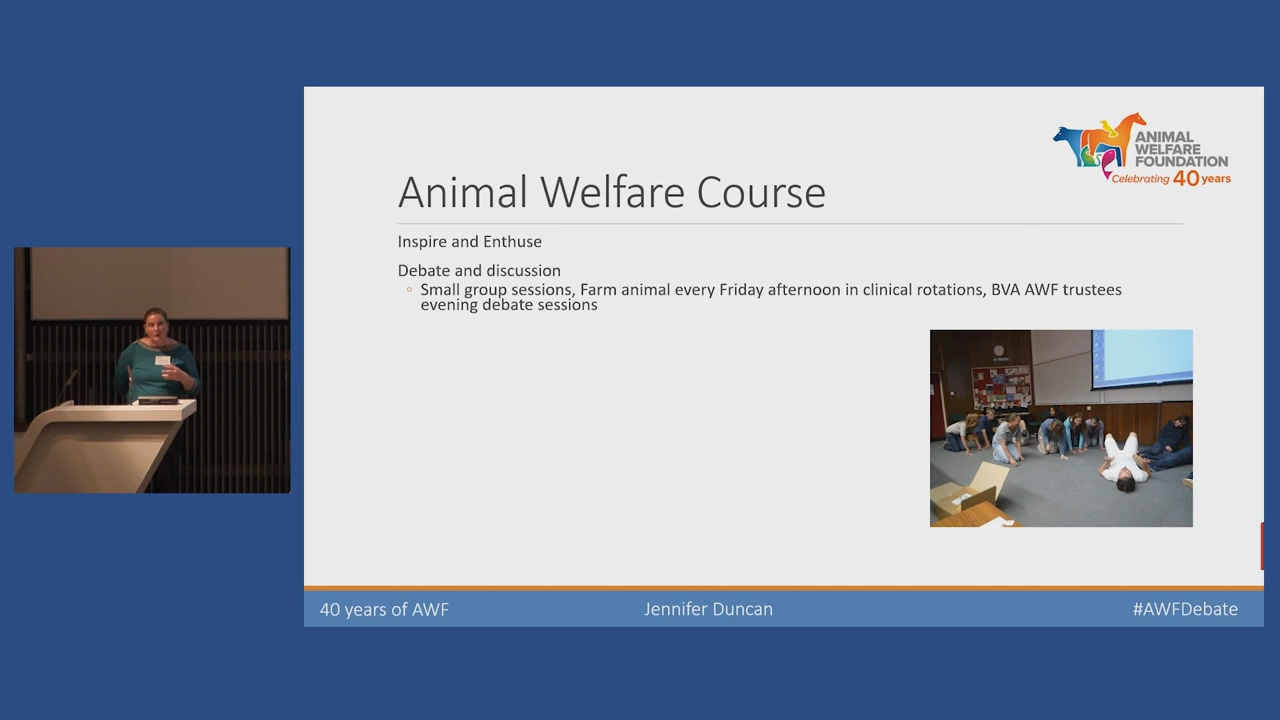 ANIMAL
WELFARE
FOUNDATION
Celebrating 40 years
Animal Welfare Course
Inspire and Enthuse
Debate and discussion
Small group sessions, Farm animal every Friday afternoon in clinical rotations, BVA AWF trustees
evening debate sessions
40 years of AWF
Jennifer Duncan
#AWFDebate